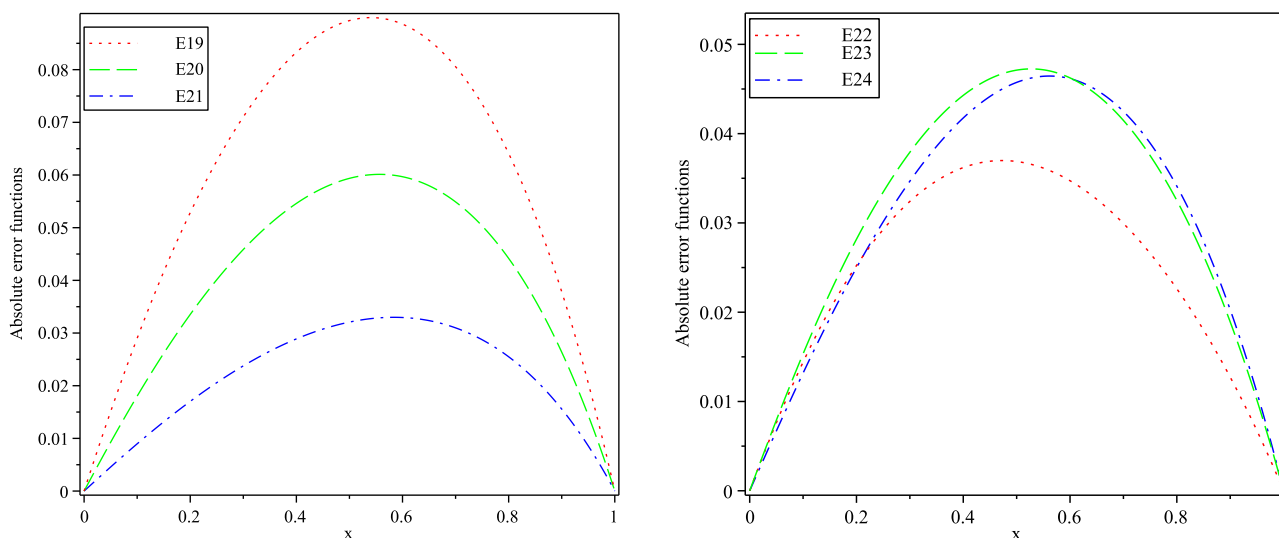 E19
E20
E21
0.08
0.07
0.06
0.05
0.04
0.03
0.02
0.01
0
Absolute error functions
0 0.2 0.4 0.6 0.8 1
x
E22
E23
E24
0.05
0.04
0.03
0.02
0.01
0
Absolute error functions
0 0.2 0.4 0.6 0.8
x